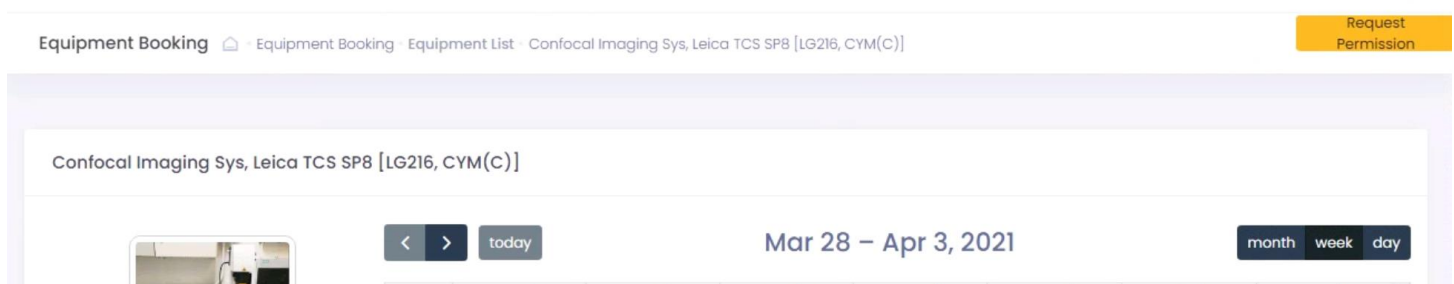 Request
Permission
Equipment Booking - Equipment Booking - Equipment List - Confocal Imaging Sys, Leica TCS SP8 [LG216, CYM(C)]
Confocal Imaging Sys, Leica TCS SP8 [LG216, CYM(C)]
< > today Mar 28 – Apr 3, 2021 month week day